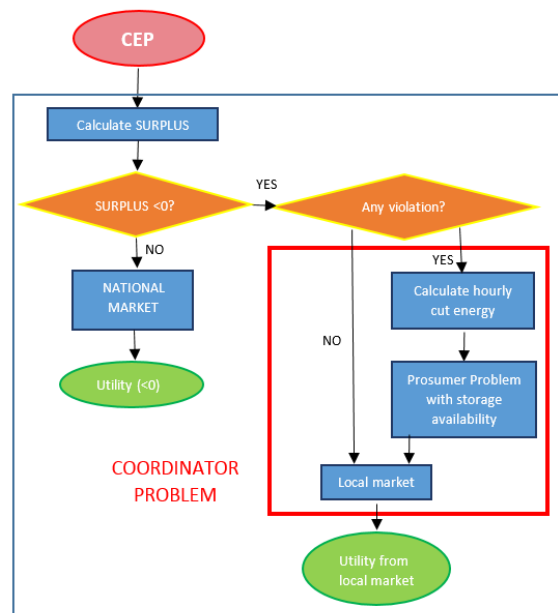 CEP
Calculate SURPLUS
SURPLUS <0?
YES
Any violation?
NO
YES
NATIONAL
MARKET
Calculate hourly
cut energy
NO
Utility (<0)
Prosumer Problem
with storage
availability
COORDINATOR
PROBLEM
Local market
Utility from
local market